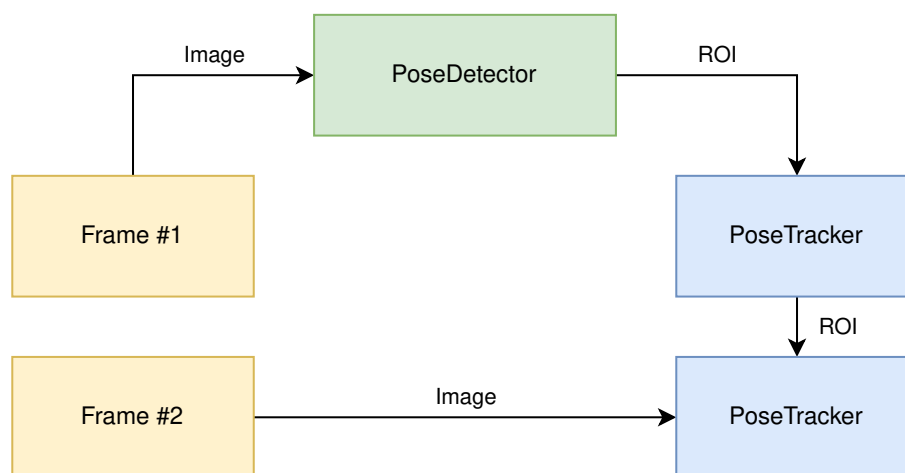 Image
PoseDetector
ROI
Frame #1
PoseTracker
ROI
Frame #2
Image
PoseTracker